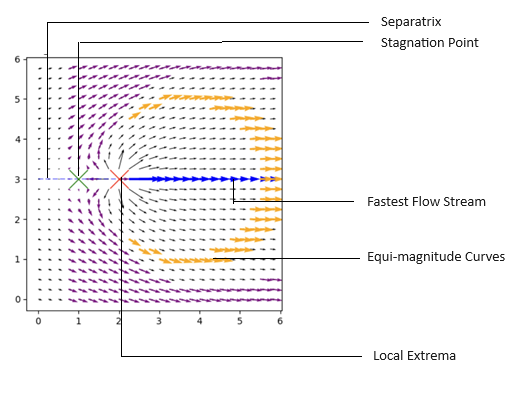 Separatrix
Stagnation Point
6
5
4
3
2
1
0
Fastest Flow Stream
Equi-magnitude Curves
0 1 2 3 4 5 6
Local Extrema